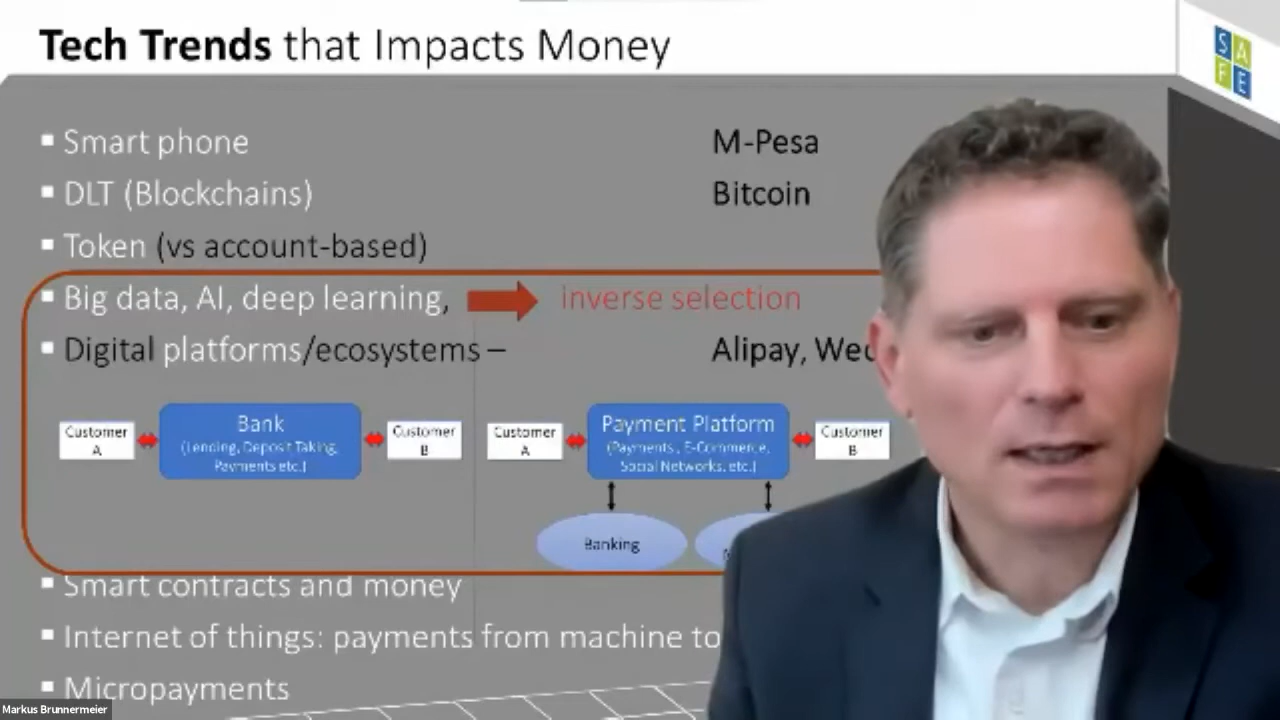 Tech Trends that Impacts Money
S A
F E
▪ Smart phone M-Pesa
▪ DLT (Blockchains) Bitcoin
▪ Token (vs account-based)
▪ Big data, AI, deep learning, inverse selection
▪ Digital platforms/ecosystems – Alipay,
Customer A
Bank
(Lending, Deposit Taking,
Payments etc.)
Customer B
Customer A
Payment Platform
(Payments, E-Commerce,
Social Networks, etc.)
Customer B
Banking
▪ Smart contracts and money
▪ Internet of things: payments from machine to
▪ Micropayments
Markus Brunnermeier